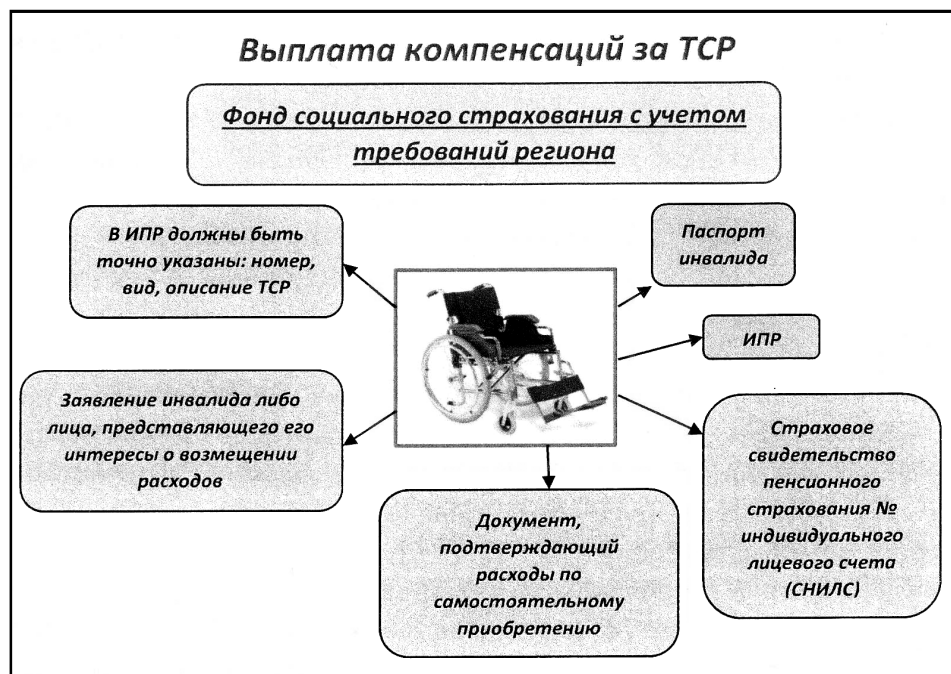 Выплата компенсаций за ТСР
Фонд социального страхования с учетом
требований региона
В ИПР должны быть
точно указаны: номер,
вид, описание ТСР
Паспорт
инвалида
ИПР
Заявление инвалида либо
лица, представляющего его
интересы о возмещении
расходов
Страховое
свидетельство
пенсионного
страхования №
индивидуального
лицевого счета
(СНИЛС)
Документ,
подтверждающий
расходы по
самостоятельному
приобретению